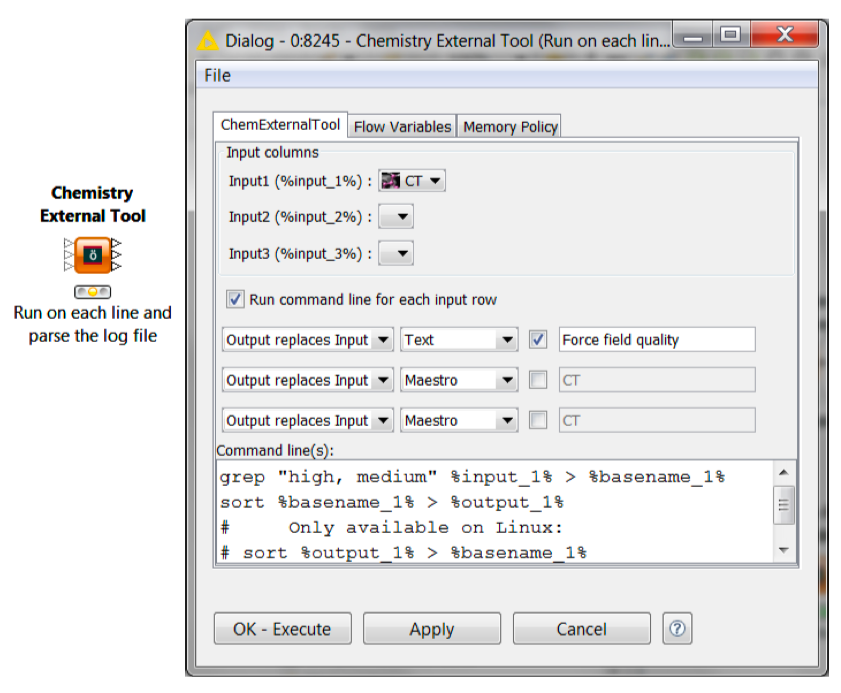 Chemistry
External Tool
ö
Run on each line and
parse the log file
Dialog - 0:8245 - Chemistry External Tool (Run on each lin...
File
ChemExternalTool Flow Variables Memory Policy
Input columns
Input1 (%input_1%) : CT
Input2 (%input_2%) :
Input3 (%input_3%) :
Run command line for each input row
Output replaces Input Text Force field quality
Output replaces Input Maestro CT
Output replaces Input Maestro CT
Command line(s):
grep "high, medium" %input_1% > %basename_1%
sort %basename_1% > %output_1%
# Only available on Linux:
# sort %output_1% > %basename_1%
OK - Execute Apply Cancel ?